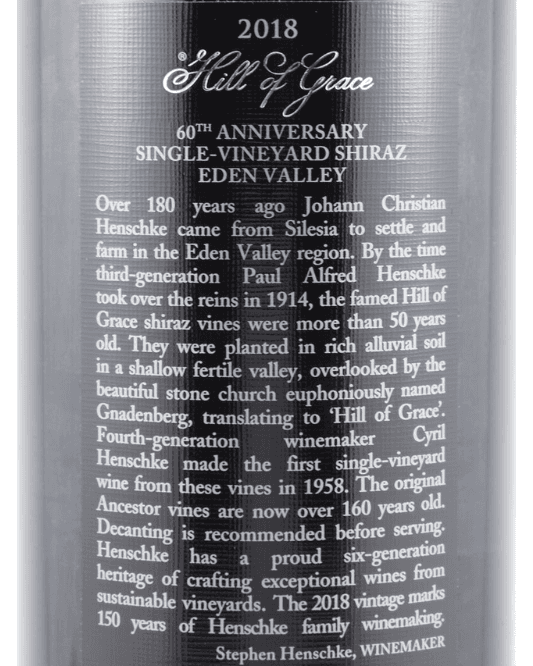 2018
®Hill of Grace
60TH ANNIVERSARY
SINGLE-VINEYARD SHIRAZ
EDEN VALLEY
Over 180 years ago Johann Christian
Henschke came from Silesia to settle and
farm in the Eden Valley region. By the time
third-generation Paul Alfred Henschke
took over the reins in 1914, the famed Hill of
Grace shiraz vines were more than 50 years
old. They were planted in rich alluvial soil
in a shallow fertile valley, overlooked by the
beautiful stone church euphoniously named
Gnadenberg, translating to ‘Hill of Grace’.
Fourth-generation winemaker Cyril
Henschke made the first single-vineyard
wine from these vines in 1958. The original
Ancestor vines are now over 160 years old.
Decanting is recommended before serving.
Henschke has a proud six-generation
heritage of crafting exceptional wines from
sustainable vineyards. The 2018 vintage marks
150 years of Henschke family winemaking.
Stephen Henschke, WINEMAKER